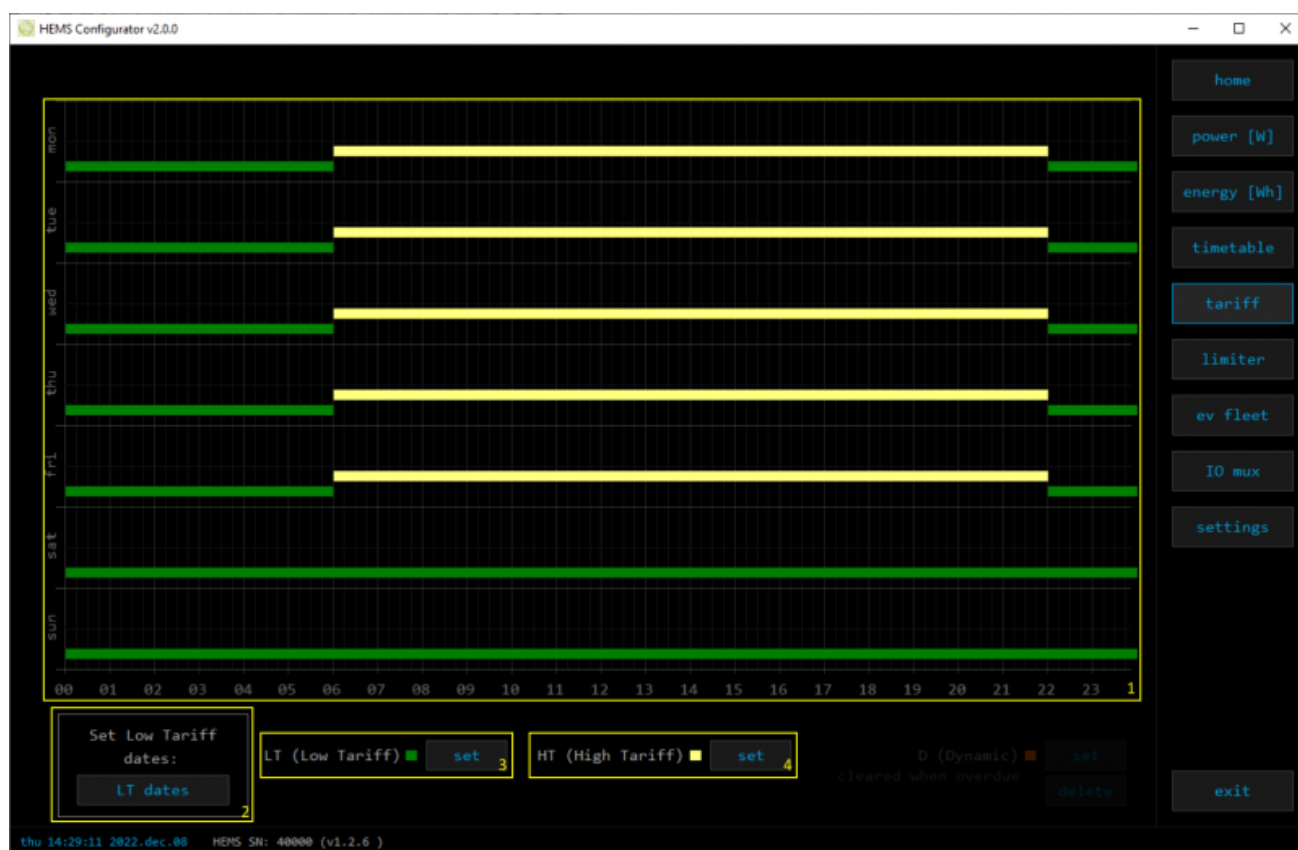 HEMS Configurator v2.0.0
home
power [W]
energy [Wh]
timetable
tariff
limiter
ev fleet
IO mux
settings
exit
mon
tue
wed
thu
fri
sat
sun
00 01 02 03 04 05 06 07 08 09 10 11 12 13 14 15 16 17 18 19 20 21 22 23 1
Set Low Tariff
dates:
LT dates
2
LT (Low Tariff) set 3
HT (High Tariff) set 4
D (Dynamic) set
cleared when overdue
delete
thu 14:29:11 2022.dec.08 HEMS SN: 40000 (v1.2.6 )